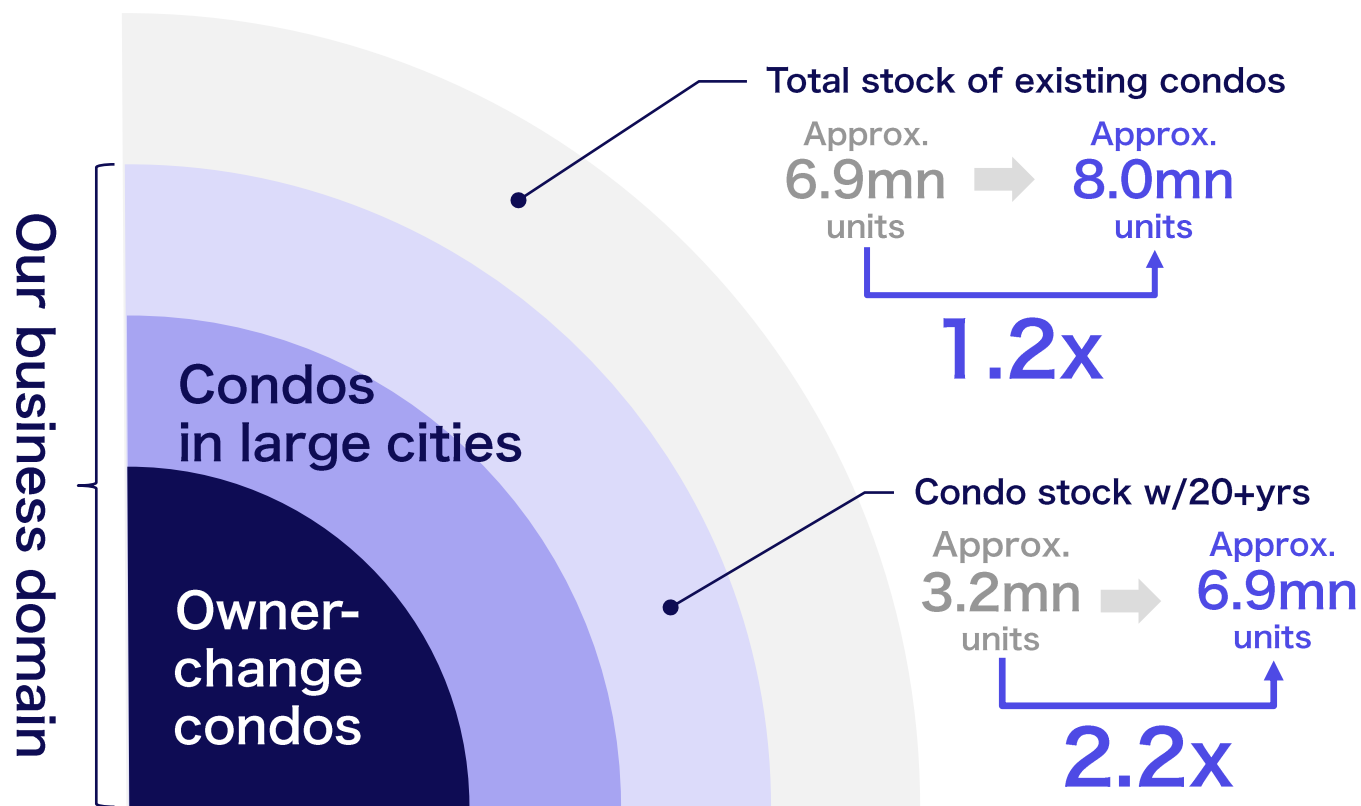 Our business domain
Total stock of existing condos
Approx.
6.9mn
units
Approx.
8.0mn
units
1.2x
Condos
in large cities
Condo stock w/20+yrs
Approx.
3.2mn
units
Approx.
6.9mn
units
2.2x
Owner-
change
condos